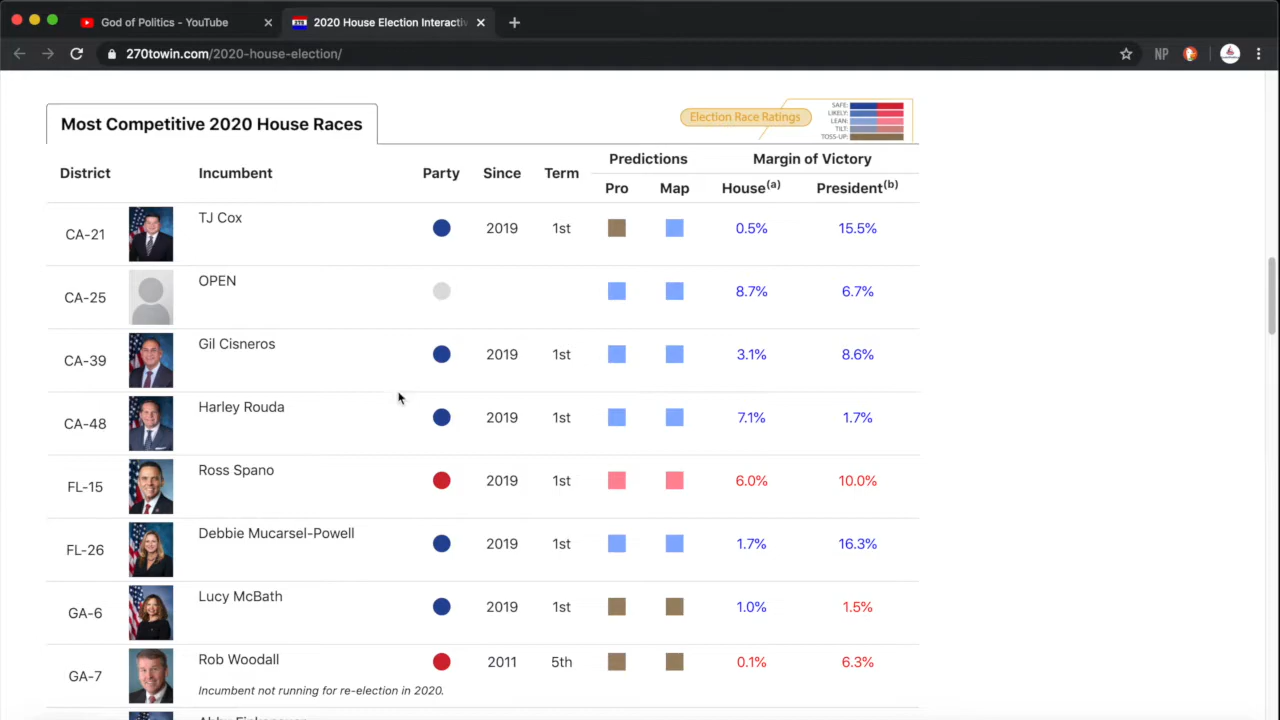 God of Politics - YouTube
2020 House Election Interactiv
270towin.com/2020-house-election/
NP
Most Competitive 2020 House Races
Election Race Ratings
SAFE:
LIKELY:
LEAN:
TILT:
TOSS-UP:
District Incumbent Party Since Term Predictions Margin of Victory
Pro Map House(a) President(b)
CA-21 TJ Cox 2019 1st 0.5% 15.5%
CA-25 OPEN 8.7% 6.7%
CA-39 Gil Cisneros 2019 1st 3.1% 8.6%
CA-48 Harley Rouda 2019 1st 7.1% 1.7%
FL-15 Ross Spano 2019 1st 6.0% 10.0%
FL-26 Debbie Mucarsel-Powell 2019 1st 1.7% 16.3%
GA-6 Lucy McBath 2019 1st 1.0% 1.5%
GA-7 Rob Woodall 2011 5th 0.1% 6.3%
Incumbent not running for re-election in 2020.